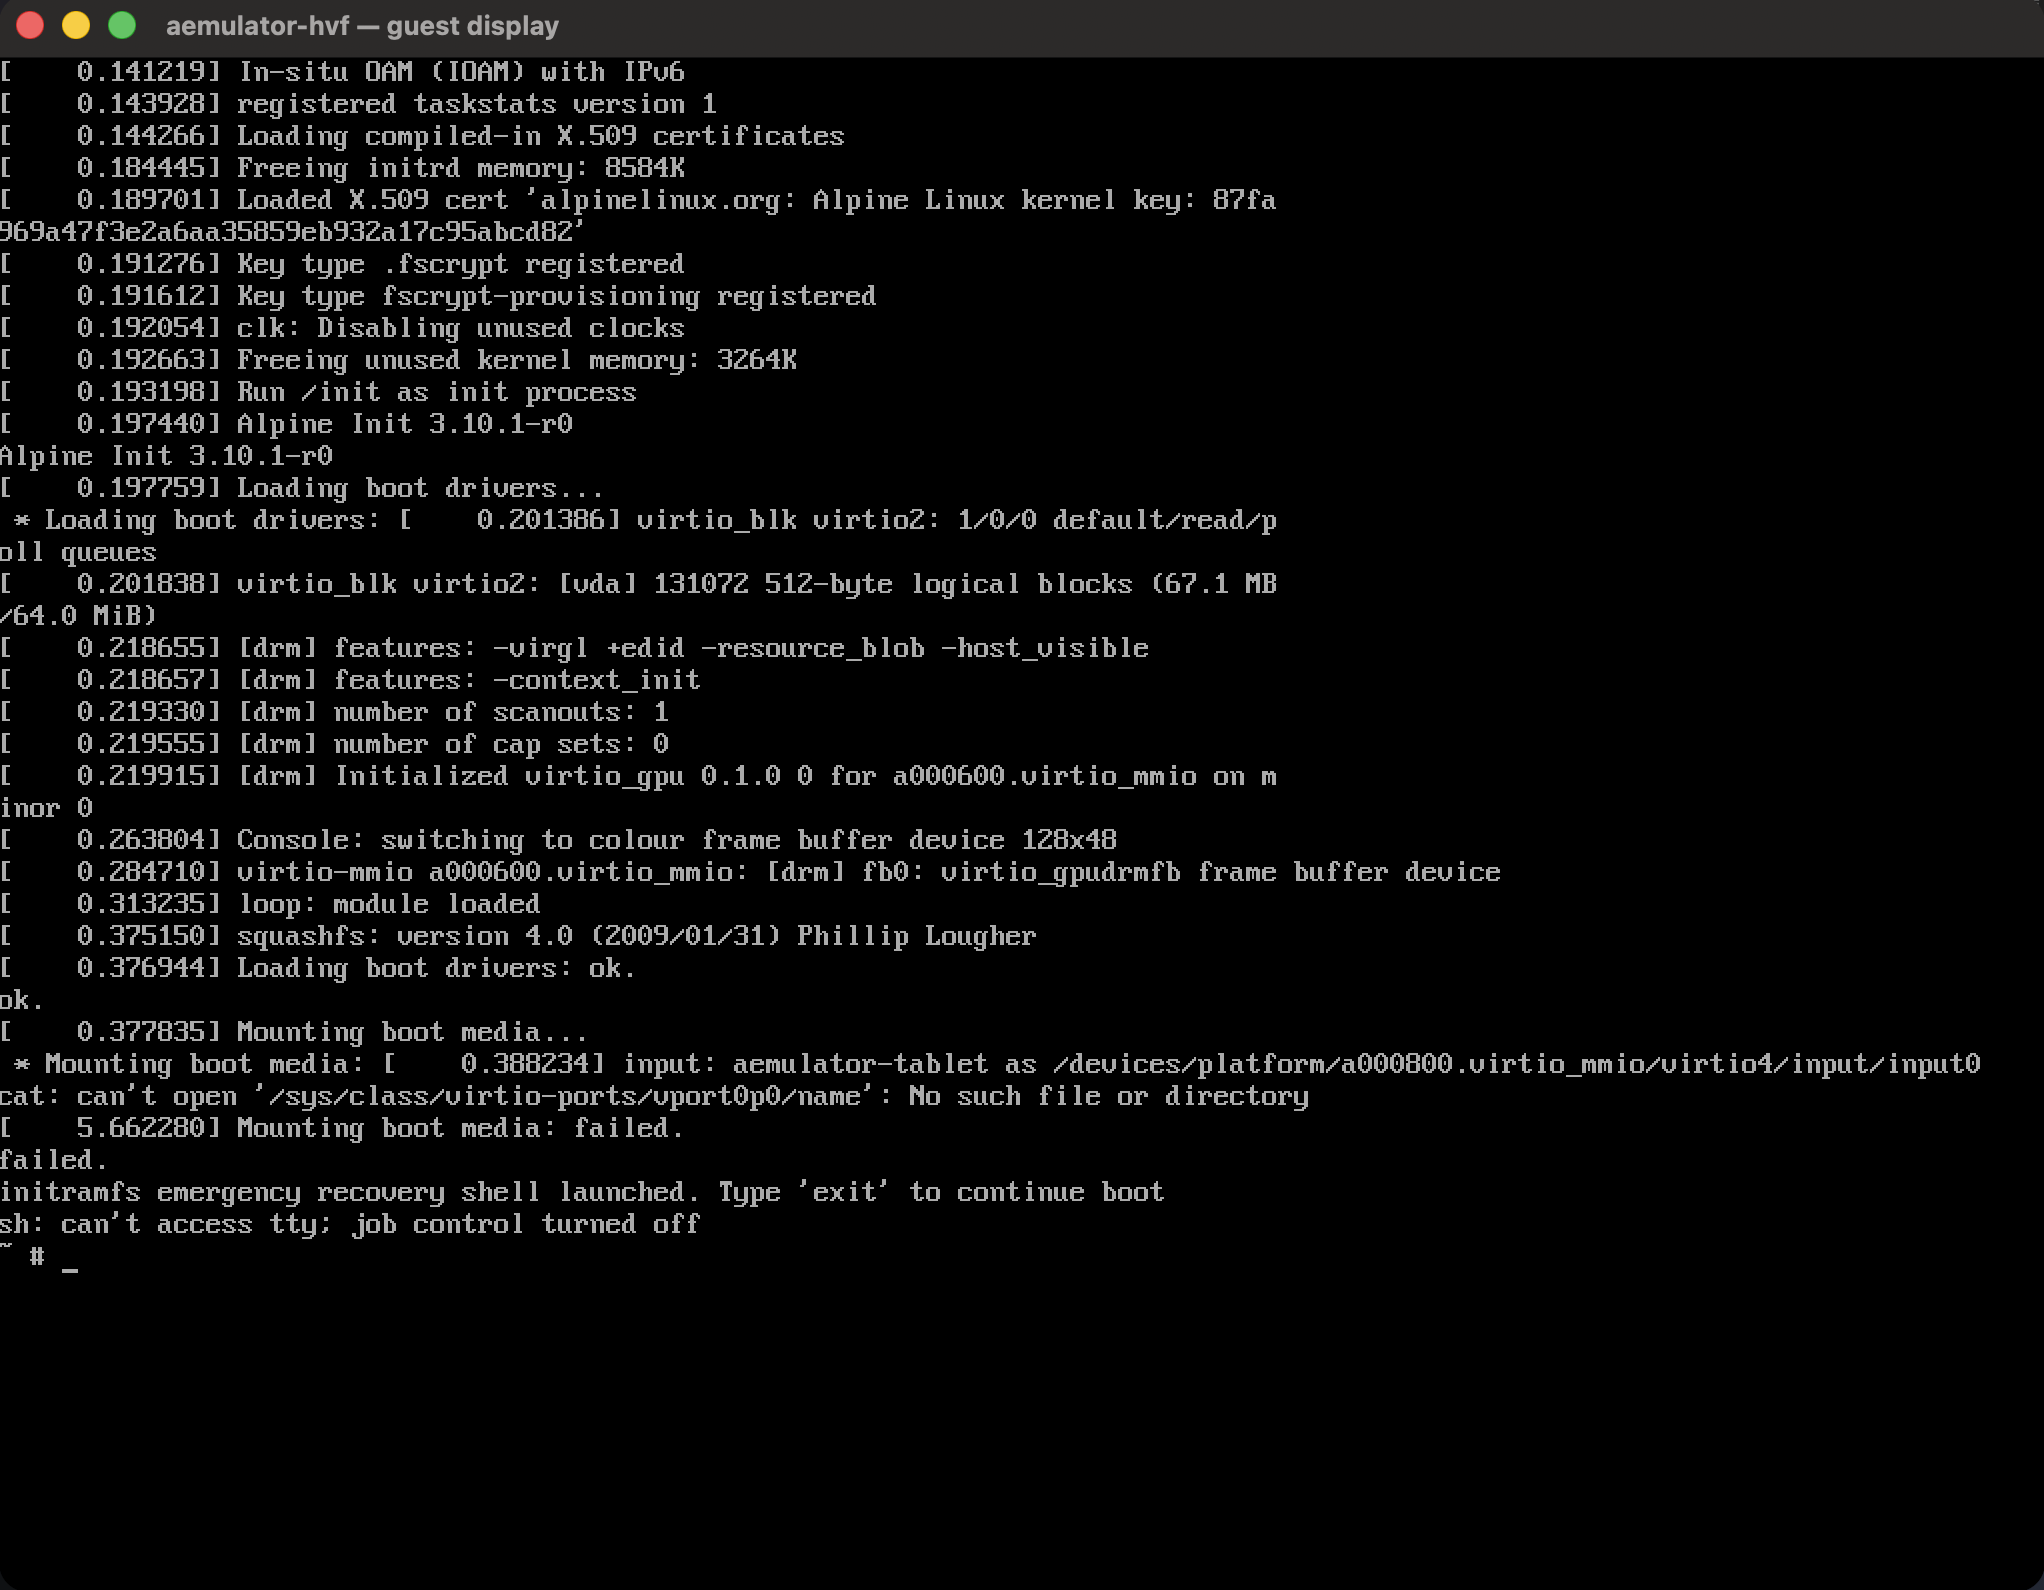 aemulator-hvf — guest display
[    0.141219] In-situ OAM (IOAM) with IPv6
[    0.143928] registered taskstats version 1
[    0.144266] Loading compiled-in X.509 certificates
[    0.184445] Freeing initrd memory: 8584K
[    0.189701] Loaded X.509 cert 'alpinelinux.org: Alpine Linux kernel key: 87fa
969a47f3e2a6aa35859eb932a17c95abcd82'
[    0.191276] Key type .fscrypt registered
[    0.191612] Key type fscrypt-provisioning registered
[    0.192054] clk: Disabling unused clocks
[    0.192663] Freeing unused kernel memory: 3264K
[    0.193198] Run /init as init process
[    0.197440] Alpine Init 3.10.1-r0
Alpine Init 3.10.1-r0
[    0.197759] Loading boot drivers...
 * Loading boot drivers: [    0.201386] virtio_blk virtio2: 1/0/0 default/read/p
oll queues
[    0.201838] virtio_blk virtio2: [vda] 131072 512-byte logical blocks (67.1 MB
/64.0 MiB)
[    0.218655] [drm] features: -virgl +edid -resource_blob -host_visible
[    0.218657] [drm] features: -context_init
[    0.219330] [drm] number of scanouts: 1
[    0.219555] [drm] number of cap sets: 0
[    0.219915] [drm] Initialized virtio_gpu 0.1.0 0 for a000600.virtio_mmio on m
inor 0
[    0.263804] Console: switching to colour frame buffer device 128x48
[    0.284710] virtio-mmio a000600.virtio_mmio: [drm] fb0: virtio_gpudrmfb frame buffer device
[    0.313235] loop: module loaded
[    0.375150] squashfs: version 4.0 (2009/01/31) Phillip Lougher
[    0.376944] Loading boot drivers: ok.
ok.
[    0.377835] Mounting boot media...
 * Mounting boot media: [    0.388234] input: aemulator-tablet as /devices/platform/a000800.virtio_mmio/virtio4/input/input0
cat: can't open '/sys/class/virtio-ports/vport0p0/name': No such file or directory
[    5.662280] Mounting boot media: failed.
failed.
initramfs emergency recovery shell launched. Type 'exit' to continue boot
sh: can't access tty; job control turned off
~ # _